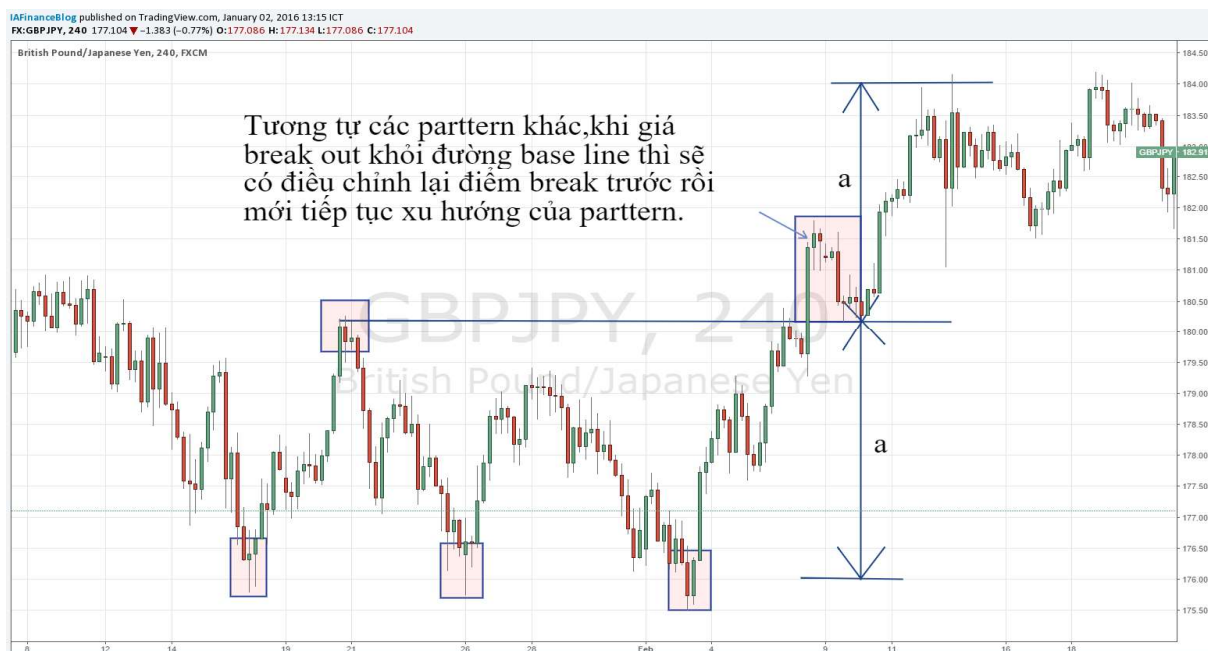 IAFinanceBlog published on TradingView.com, January 02, 2016 13:15 ICT
FX:GBPJPY, 240 177.104 ▼ −1.383 (−0.77%) O:177.086 H:177.134 L:177.086 C:177.104
British Pound/Japanese Yen, 240, FXCM
Tương tự các parttern khác,khi giá
break out khỏi đường base line thì sẽ
có điều chỉnh lại điểm break trước rồi
mới tiếp tục xu hướng của parttern.
GBPJPY, 240
British Pound/Japanese Yen
a
a
184.50
184.00
183.50
183.00
GBPJPY 182.91
182.50
182.00
181.50
181.00
180.50
180.00
179.50
179.00
178.50
178.00
177.50
177.00
176.50
176.00
175.50
8 12 14 19 21 26 28 Feb 4 9 11 16 18